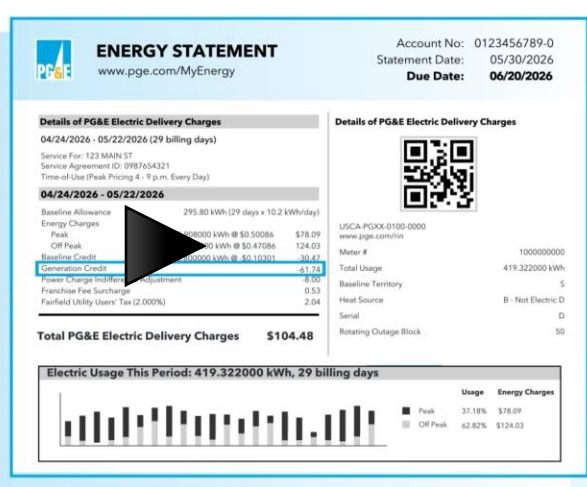 PG&E
ENERGY STATEMENT
www.pge.com/MyEnergy
Account No: 0123456789-0
Statement Date: 05/30/2026
Due Date: 06/20/2026
Details of PG&E Electric Delivery Charges
04/24/2026 - 05/22/2026 (29 billing days)
Service For: 123 MAIN ST
Service Agreement ID: 0987654321
Time-of-Use (Peak Pricing 4 - 9 p.m. Every Day)
04/24/2026 - 05/22/2026
Baseline Allowance 295.80 kWh (29 days x 10.2 kWh/day)
Energy Charges
Peak kWh @ $0.50086 $78.09
Off Peak kWh @ $0.47086 124.03
Baseline Credit kWh @ -$0.10301 -30.47
Generation Credit -61.74
Power Charge Adjustment -8.00
Franchise Fee Surcharge 0.53
Fairfield Utility Users' Tax (2.000%) 2.04
Total PG&E Electric Delivery Charges $104.48
Details of PG&E Electric Delivery Charges
USCA-PGXX-0100-0000
www.pge.com/rin
Meter # 1000000000
Total Usage 419.322000 kWh
Baseline Territory S
Heat Source B - Not Electric D
Serial D
Rotating Outage Block 50
Electric Usage This Period: 419.322000 kWh, 29 billing days
Usage Energy Charges
Peak 37.18% $78.09
Off Peak 62.82% $124.03